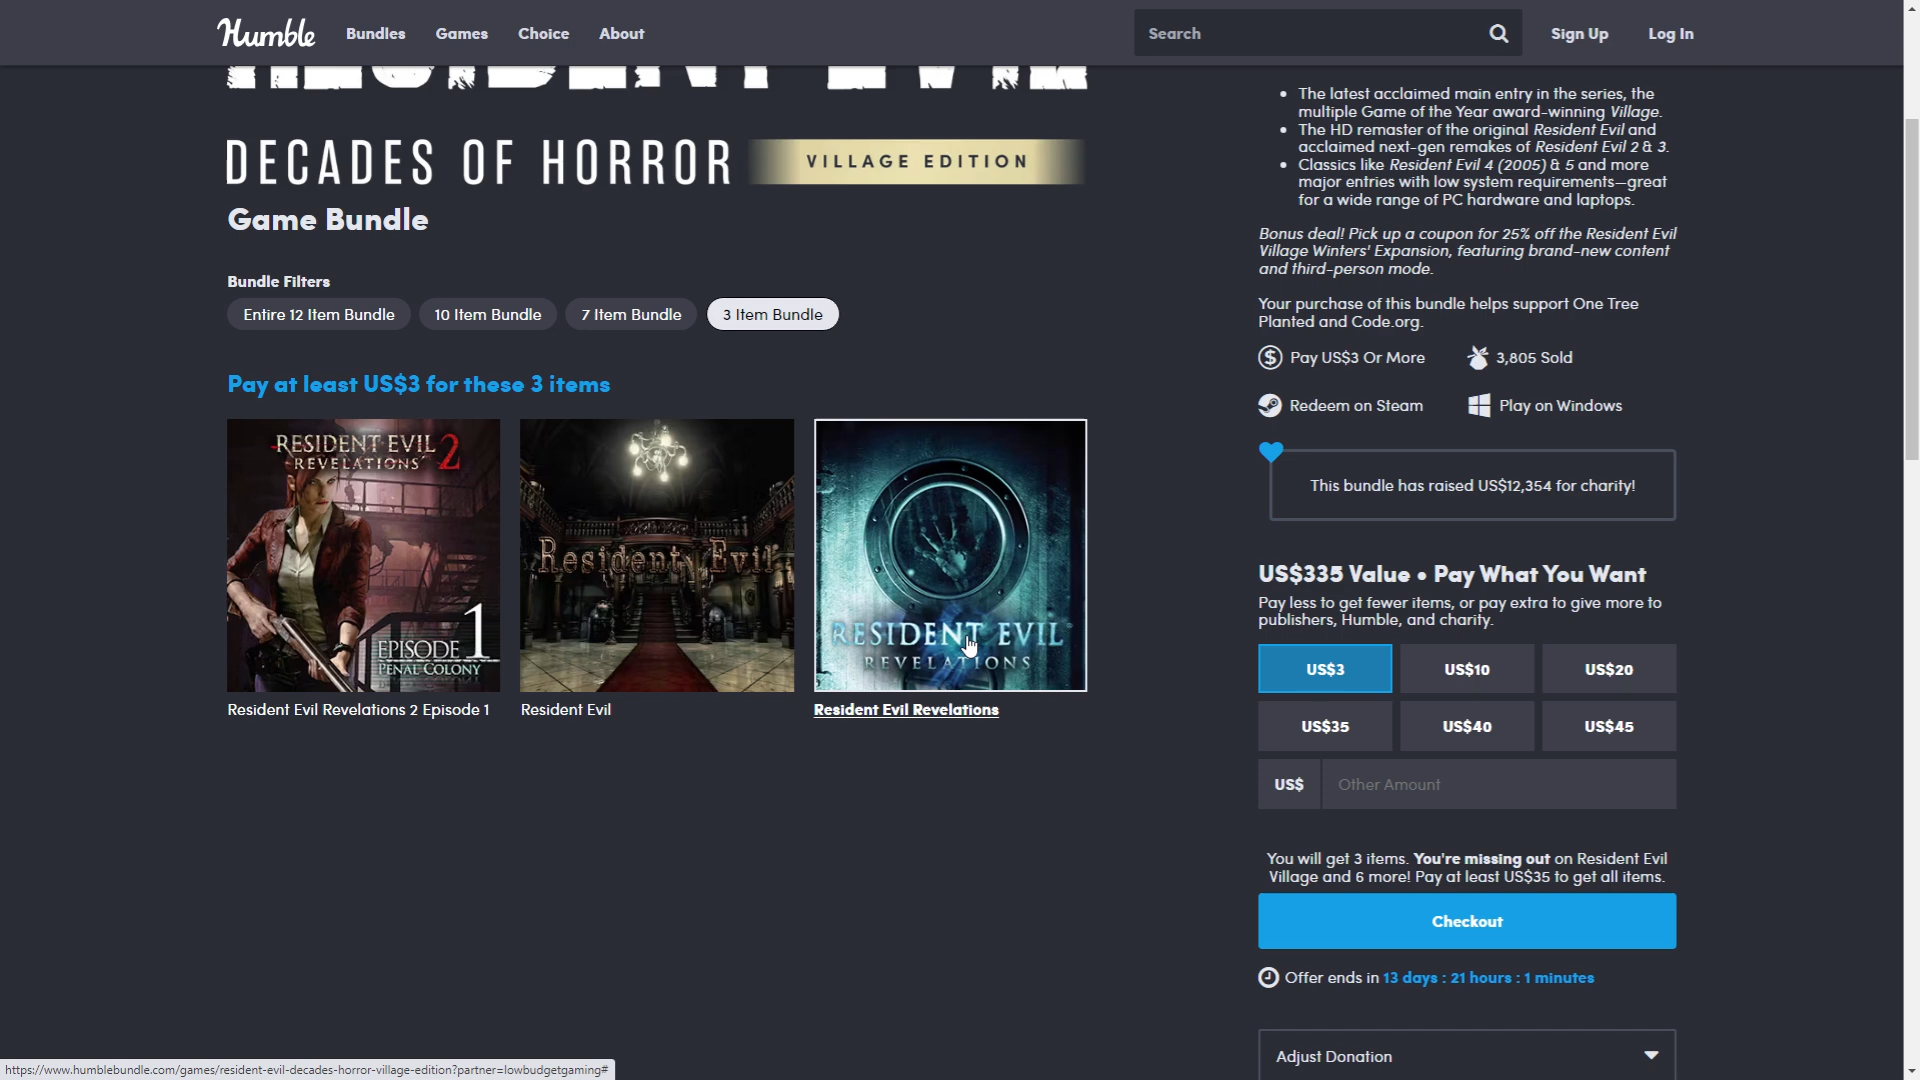 Humble
Bundles
Games
Choice
About
Search
Sign Up
Log In
RESIDENT EVIL
DECADES OF HORROR
VILLAGE EDITION
Game Bundle
Bundle Filters
Entire 12 Item Bundle
10 Item Bundle
7 Item Bundle
3 Item Bundle
Pay at least US$3 for these 3 items
RESIDENT EVIL 2
REVELATIONS
EPISODE 1
PENAL COLONY
Resident Evil
RESIDENT EVIL
REVELATIONS
Resident Evil Revelations 2 Episode 1
Resident Evil
Resident Evil Revelations
The latest acclaimed main entry in the series, the
multiple Game of the Year award-winning Village.
The HD remaster of the original Resident Evil and
acclaimed next-gen remakes of Resident Evil 2 & 3.
Classics like Resident Evil 4 (2005) & 5 and more
major entries with low system requirements—great
for a wide range of PC hardware and laptops.
Bonus deal! Pick up a coupon for 25% off the Resident Evil
Village Winters' Expansion, featuring brand-new content
and third-person mode.
Your purchase of this bundle helps support One Tree
Planted and Code.org.
Pay US$3 Or More
3,805 Sold
Redeem on Steam
Play on Windows
This bundle has raised US$12,354 for charity!
US$335 Value • Pay What You Want
Pay less to get fewer items, or pay extra to give more to
publishers, Humble, and charity.
US$3
US$10
US$20
US$35
US$40
US$45
US$
Other Amount
You will get 3 items. You're missing out on Resident Evil
Village and 6 more! Pay at least US$35 to get all items.
Checkout
Offer ends in 13 days : 21 hours : 1 minutes
Adjust Donation
https://www.humblebundle.com/games/resident-evil-decades-horror-village-edition?partner=lowbudgetgaming#